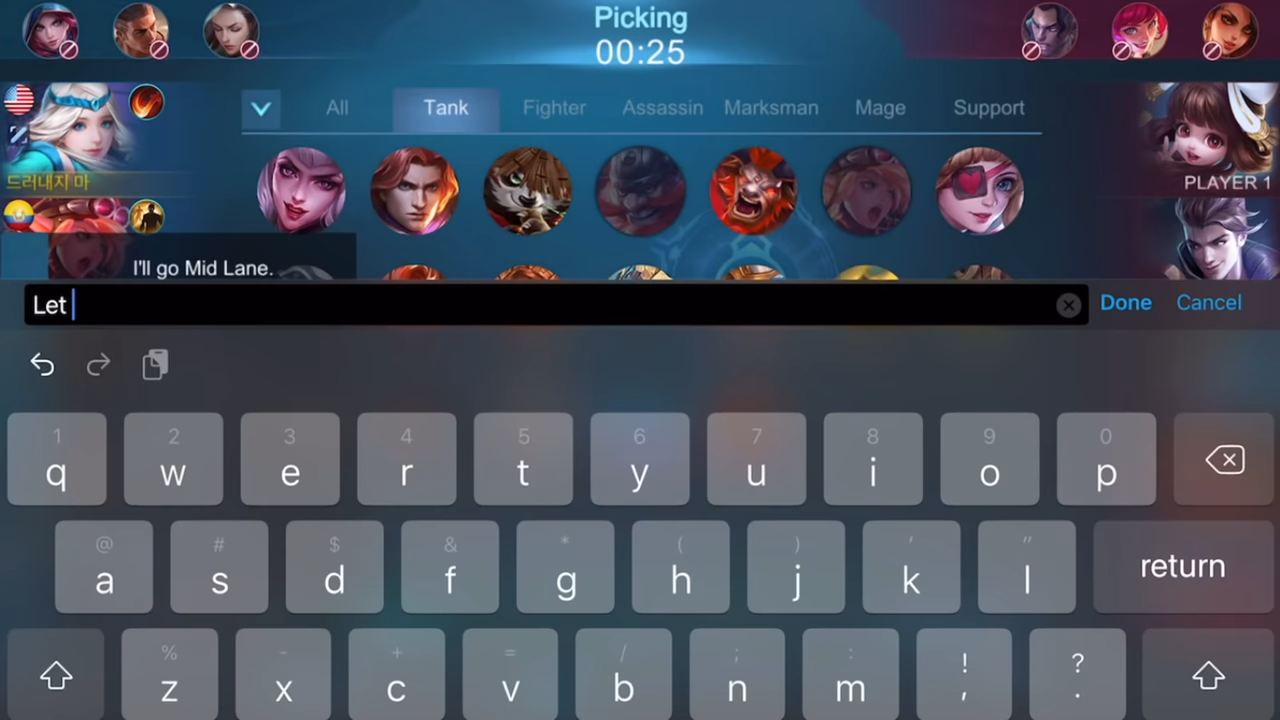 Picking
00:25
All Tank Fighter Assassin Marksman Mage Support
드러내지 마
PLAYER 1
I'll go Mid Lane.
Let
Done Cancel
1 2 3 4 5 6 7 8 9 0
q w e r t y u i o p
@ # $ & * ( ) ' "
a s d f g h j k l return
% - + = / ; : ! ?
z x c v b n m , .